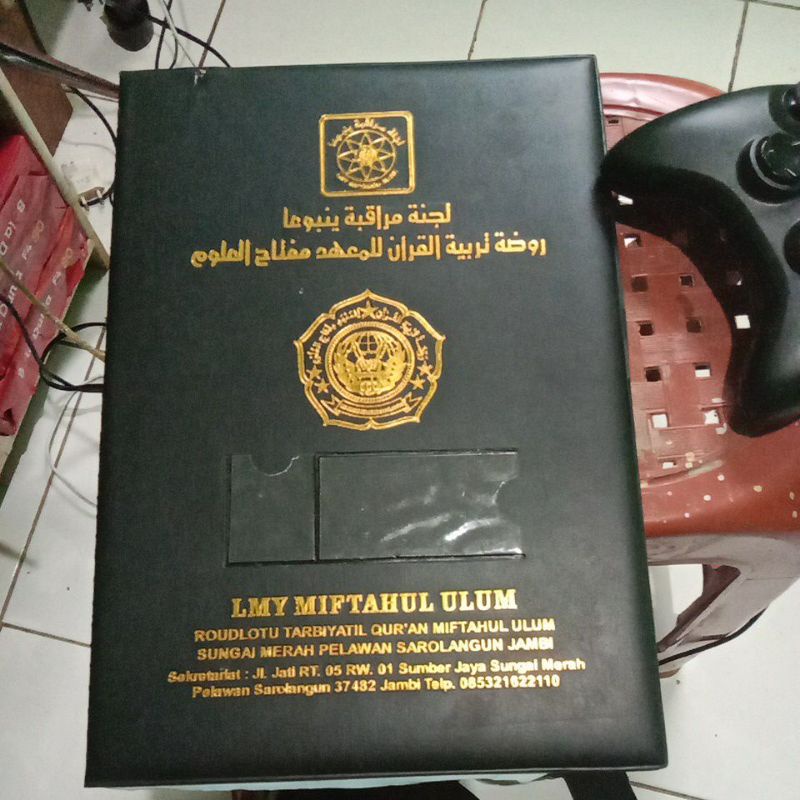 لجنة مراقبة ينبوعا
روضة تربية القران للمعهد مفتاح العلوم
LMY MIFTAHUL ULUM
ROUDLOTU TARBIYATIL QUR'AN MIFTAHUL ULUM
SUNGAI MERAH PELAWAN SAROLANGUN JAMBI
Sekretariat : Jl. Jati RT. 05 RW. 01 Sumber Jaya Sungai Merah
Pelawan Sarolangun 37482 Jambi Telp. 085321622110